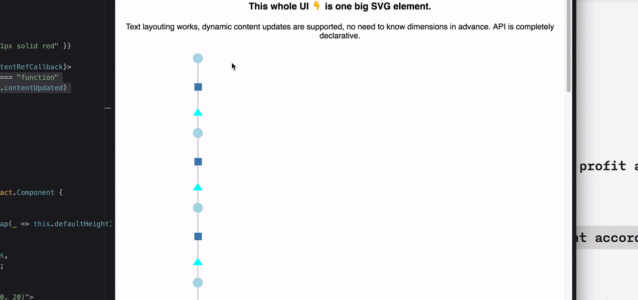 This whole UI 👇 is one big SVG element.
Text layouting works, dynamic content updates are supported, no need to know dimensions in advance. API is completely
declarative.
1px solid red" }}
tentRefCallback}>
=== "function"
.contentUpdated)
act.Component {
ap(_ => this.defaultHeight)
s,
;
0, 20)">
profit a
nt accord